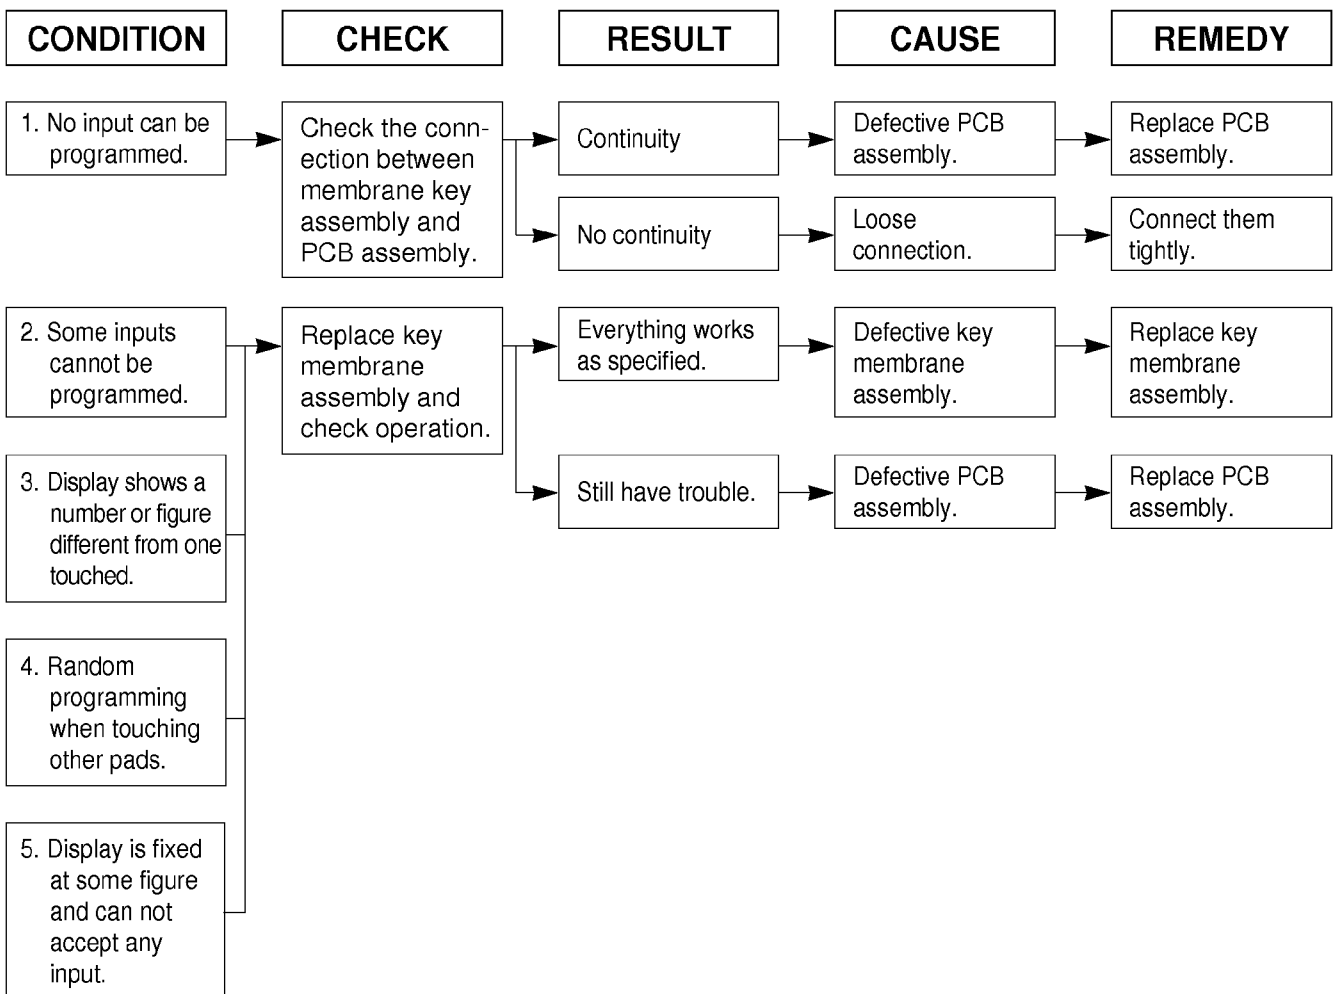 CONDITION
CHECK
RESULT
CAUSE
REMEDY
1. No input can be
programmed.
Check the conn-
ection between
membrane key
assembly and
PCB assembly.
Continuity
Defective PCB
assembly.
Replace PCB
assembly.
No continuity
Loose
connection.
Connect them
tightly.
2. Some inputs
cannot be
programmed.
Replace key
membrane
assembly and
check operation.
Everything works
as specified.
Defective key
membrane
assembly.
Replace key
membrane
assembly.
3. Display shows a
number or figure
different from one
touched.
Still have trouble.
Defective PCB
assembly.
Replace PCB
assembly.
4. Random
programming
when touching
other pads.
5. Display is fixed
at some figure
and can not
accept any
input.